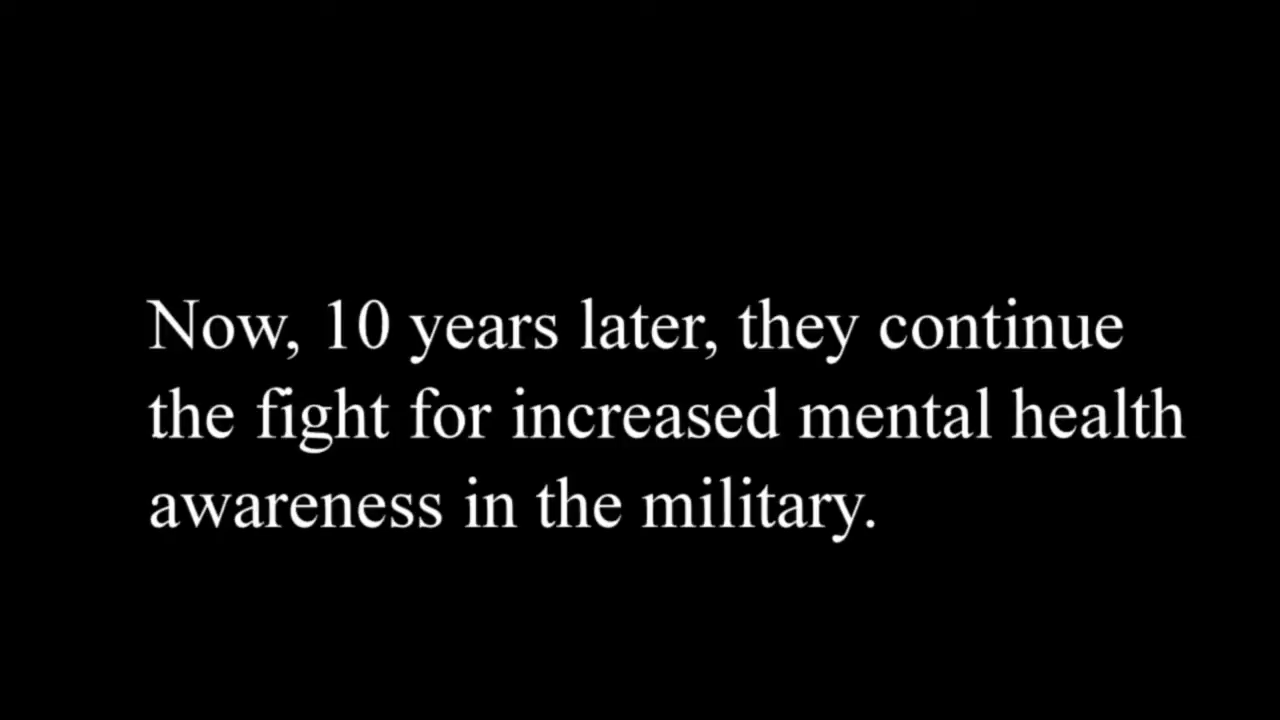 Now, 10 years later, they continue
the fight for increased mental health
awareness in the military.